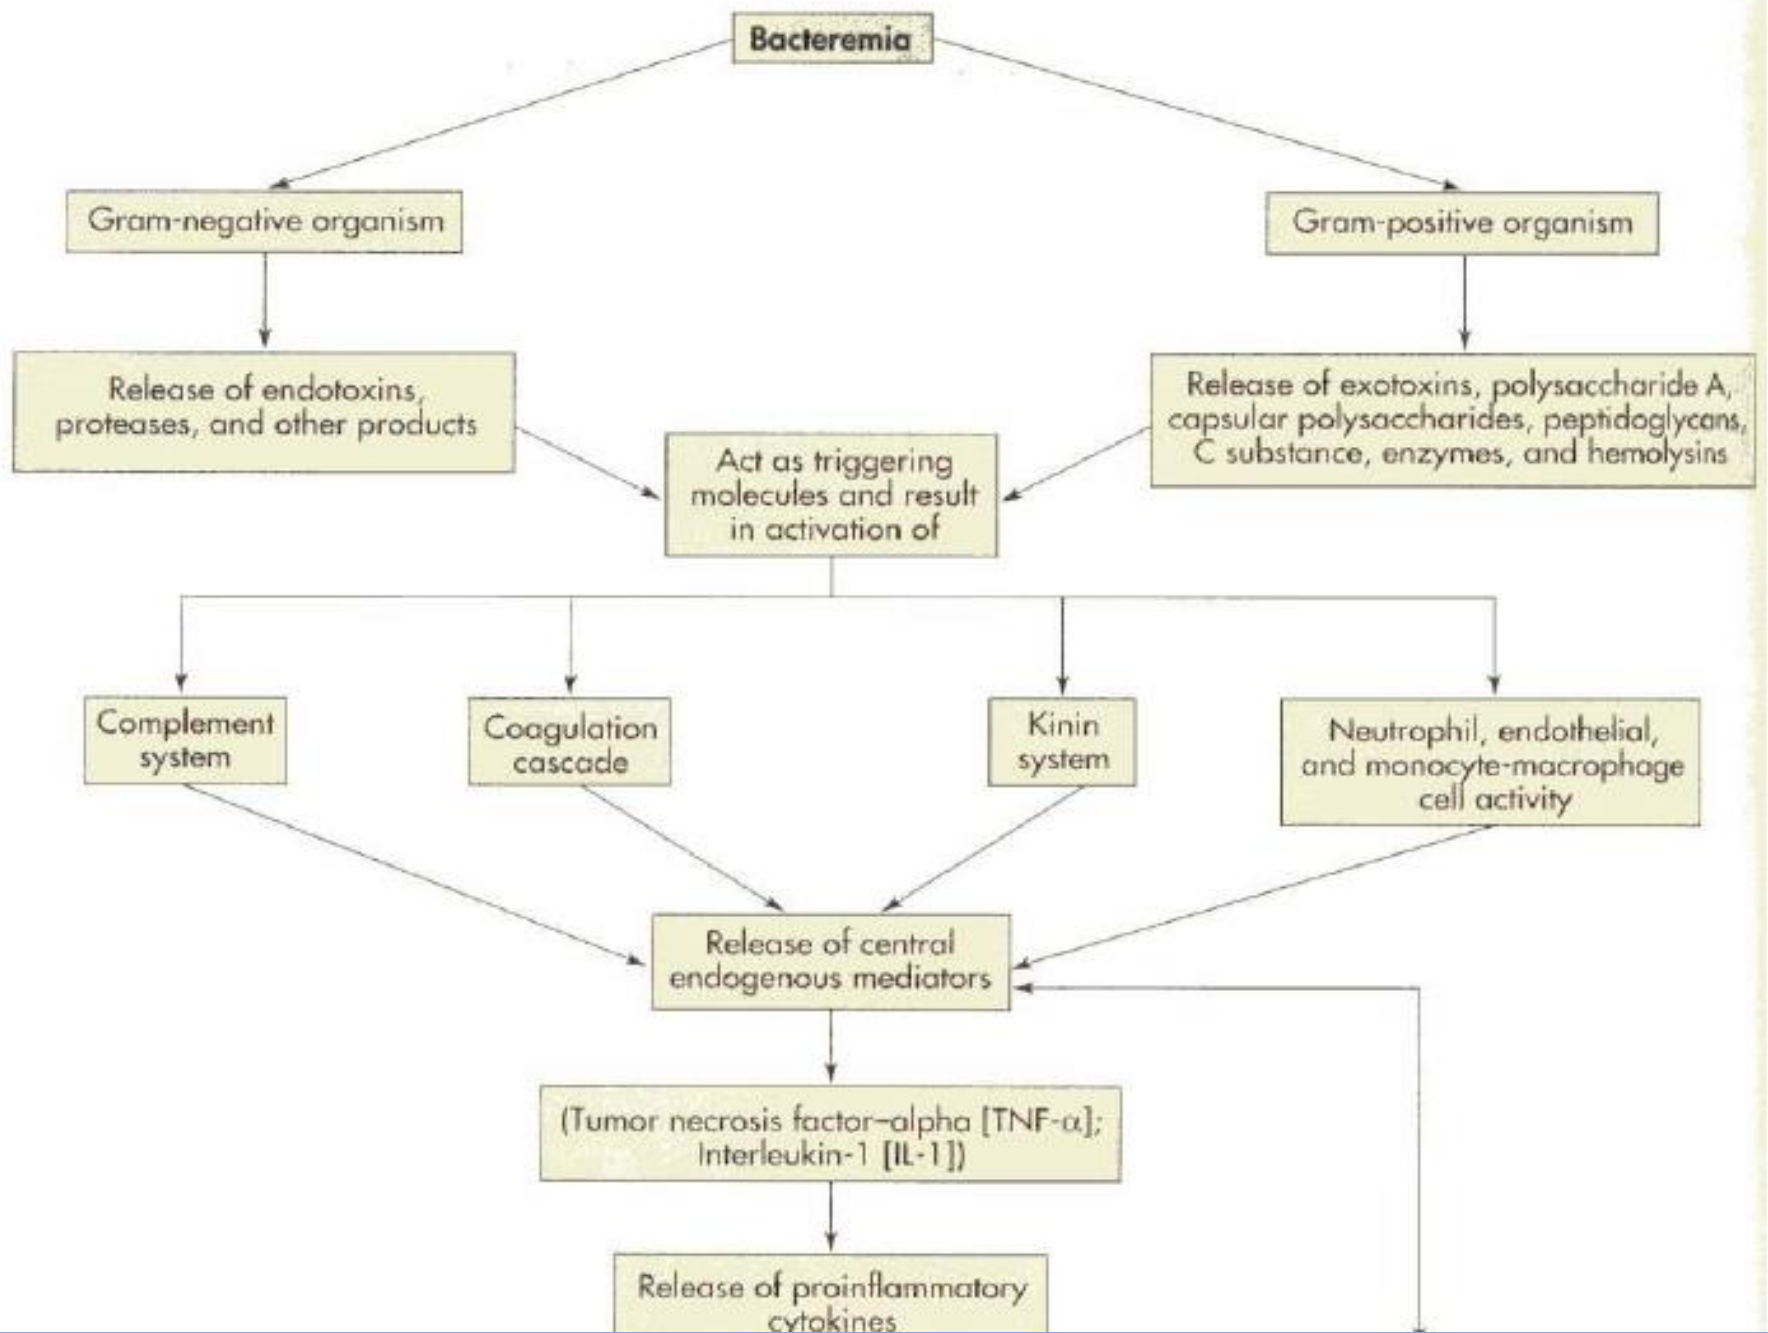 Bacteremia
Gram-negative organism
Gram-positive organism
Release of endotoxins,
proteases, and other products
Release of exotoxins, polysaccharide A,
capsular polysaccharides, peptidoglycans,
C substance, enzymes, and hemolysins
Act as triggering
molecules and result
in activation of
Complement
system
Coagulation
cascade
Kinin
system
Neutrophil, endothelial,
and monocyte-macrophage
cell activity
Release of central
endogenous mediators
(Tumor necrosis factor–alpha [TNF-α];
Interleukin-1 [IL-1])
Release of proinflammatory
cytokines